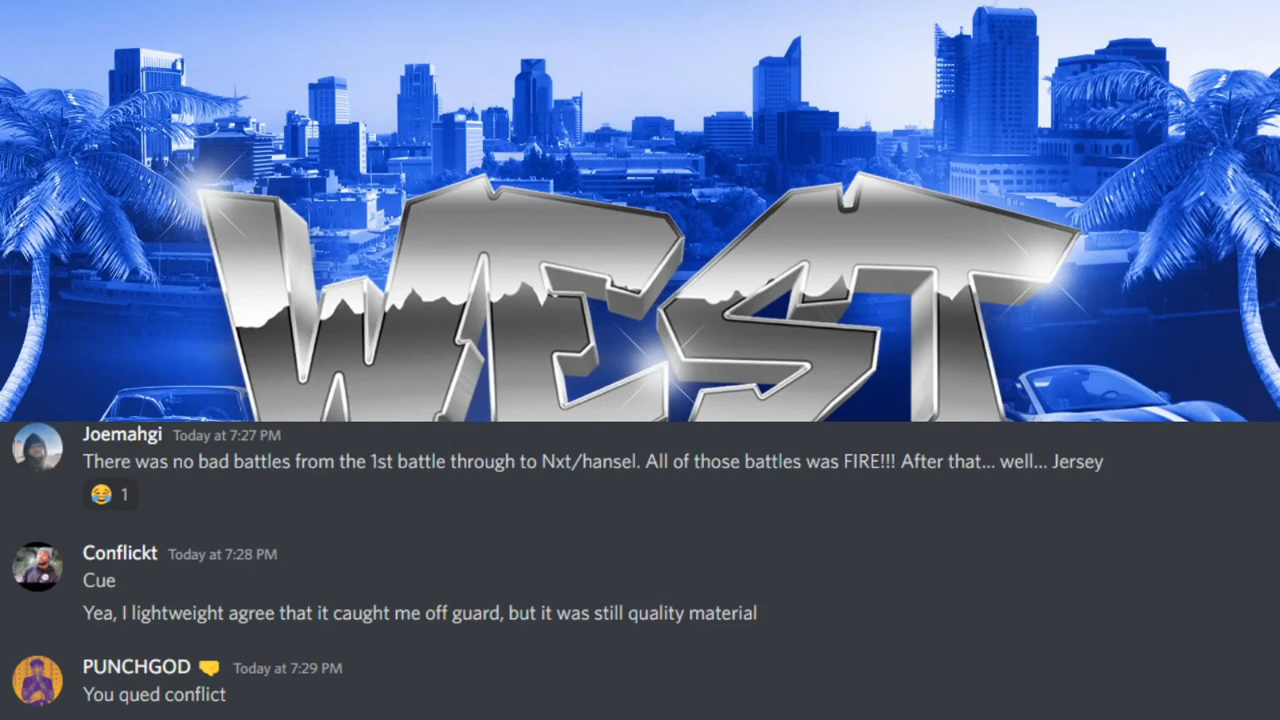 WEST
Joemahgi Today at 7:27 PM
There was no bad battles from the 1st battle through to Nxt/hansel. All of those battles was FIRE!!! After that... well... Jersey
😂 1
Conflickt Today at 7:28 PM
Cue
Yea, I lightweight agree that it caught me off guard, but it was still quality material
PUNCHGOD 🤜 Today at 7:29 PM
You qued conflict